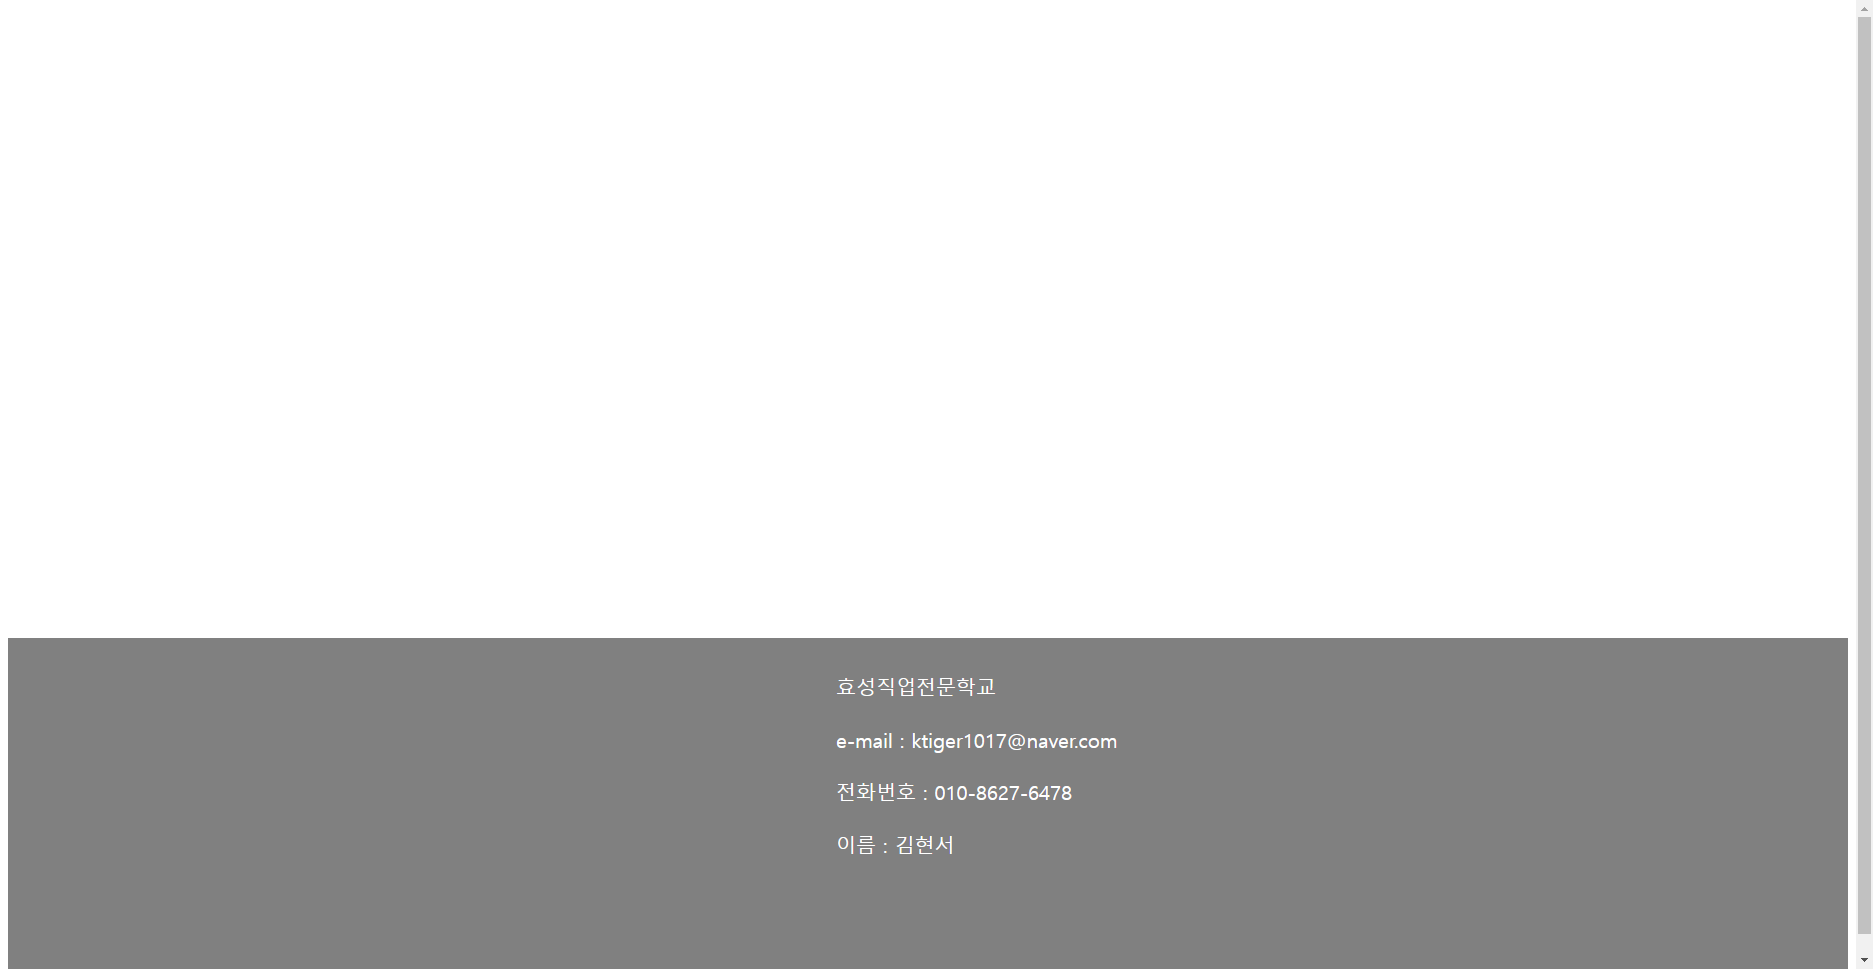 효성직업전문학교
e-mail : ktiger1017@naver.com
전화번호 : 010-8627-6478
이름 : 김현서